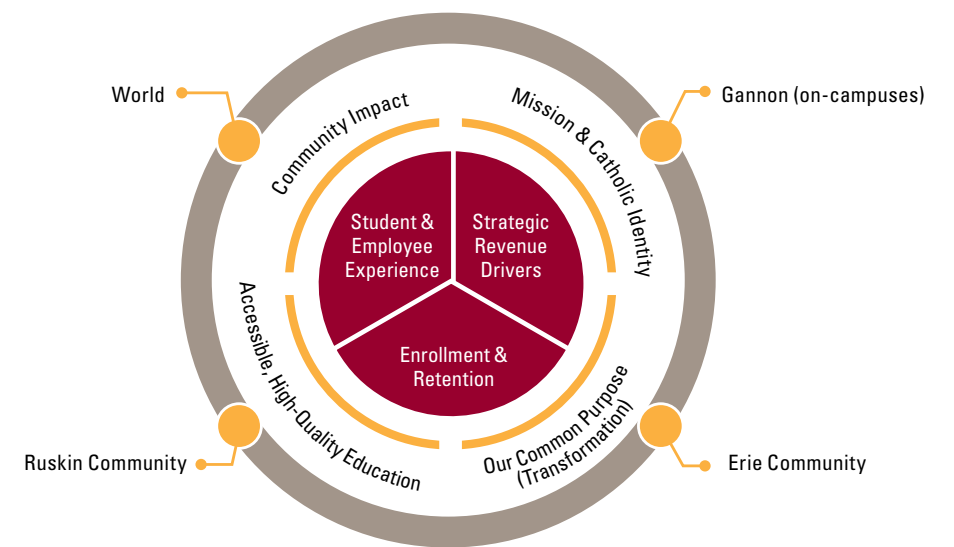 World
Gannon (on-campuses)
Community Impact
Mission & Catholic Identity
Student &
Employee
Experience
Strategic
Revenue
Drivers
Enrollment &
Retention
Accessible, High-Quality Education
Our Common Purpose
(Transformation)
Ruskin Community
Erie Community